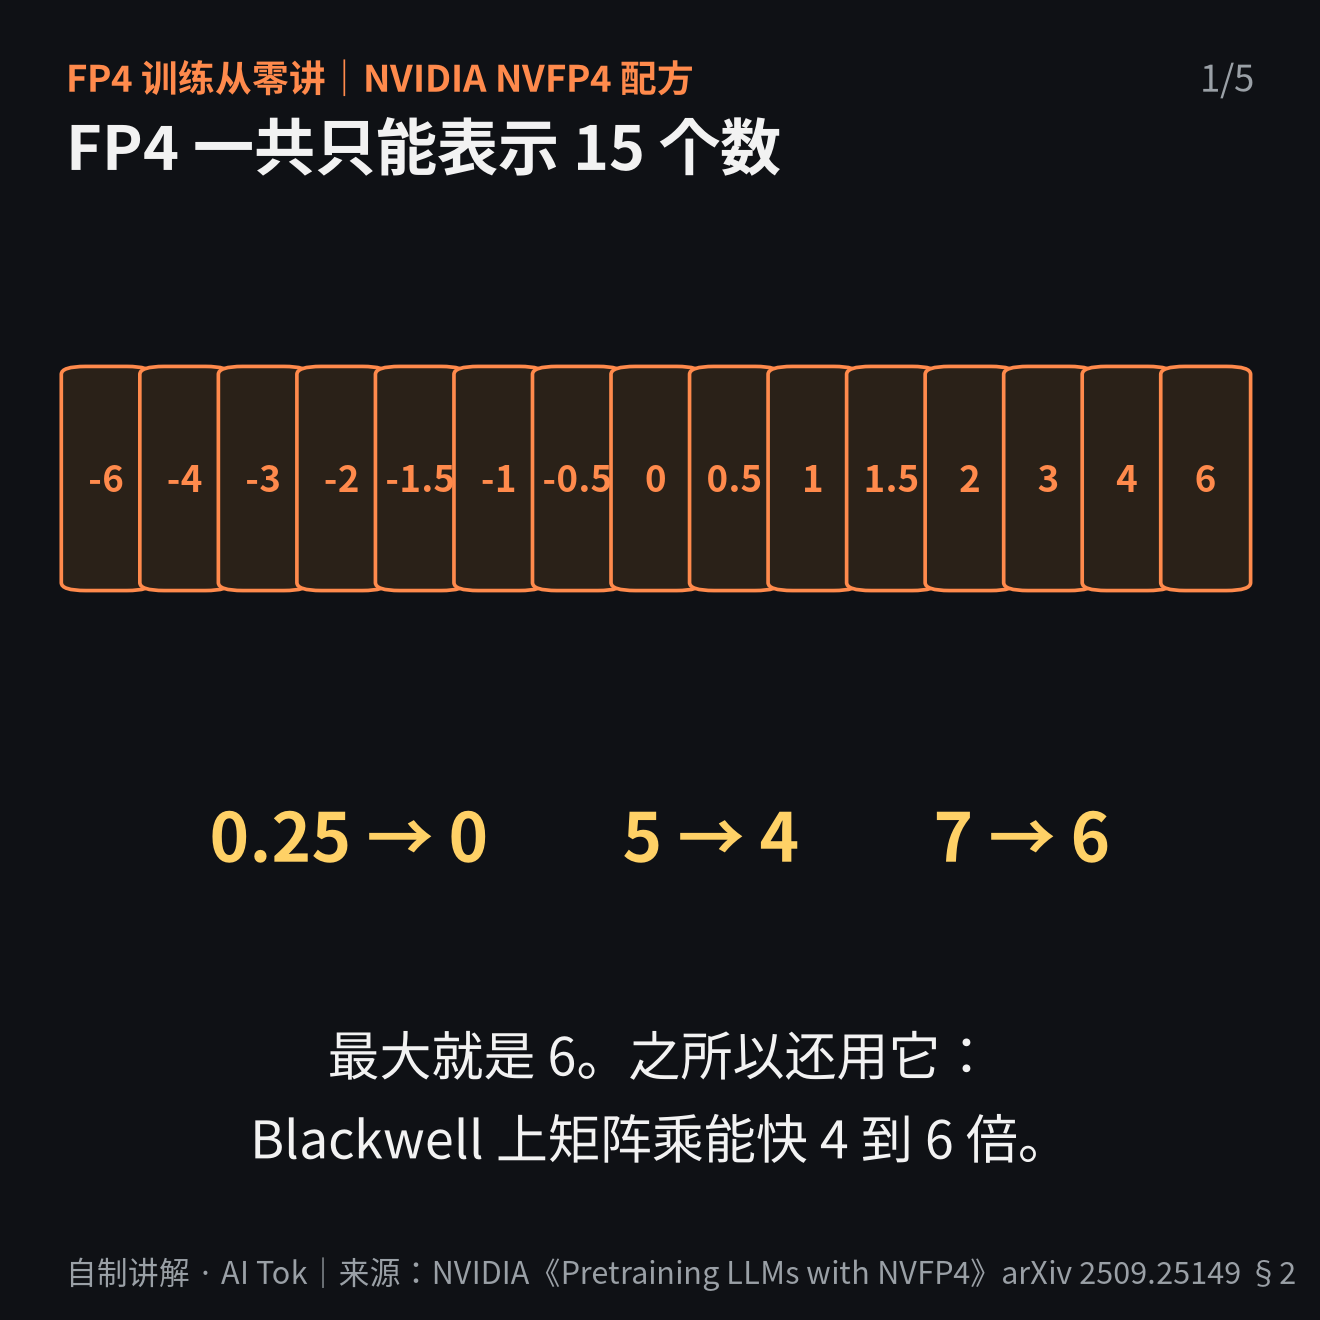 FP4 训练从零讲｜NVIDIA NVFP4 配方
1/5
FP4 一共只能表示 15 个数
-6 -4 -3 -2 -1.5 -1 -0.5 0 0.5 1 1.5 2 3 4 6
0.25 → 0 5 → 4 7 → 6
最大就是 6。之所以还用它：
Blackwell 上矩阵乘能快 4 到 6 倍。
自制讲解 · AI Tok｜来源：NVIDIA《Pretraining LLMs with NVFP4》arXiv 2509.25149 §2